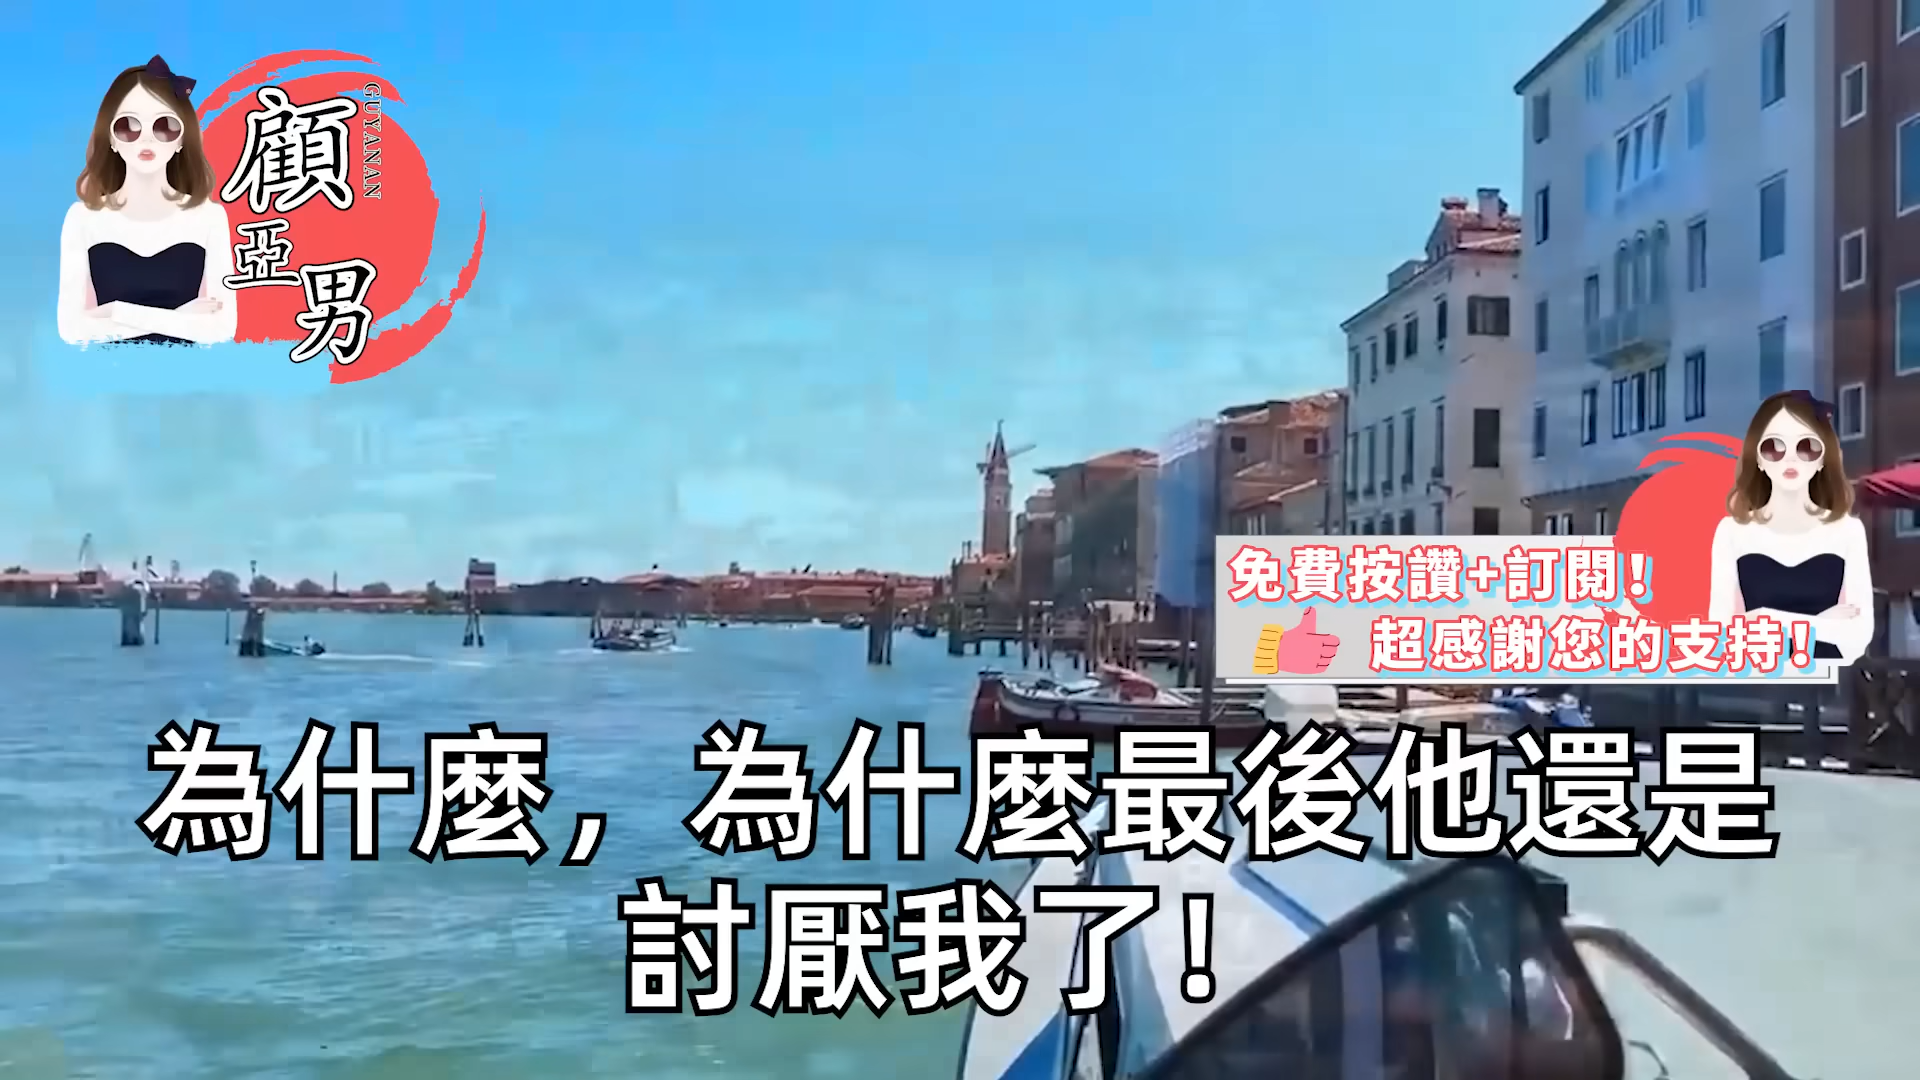 顧
亞
男
GUYANAN
免費按讚+訂閱!
超感謝您的支持!
為什麼，為什麼最後他還是
討厭我了!